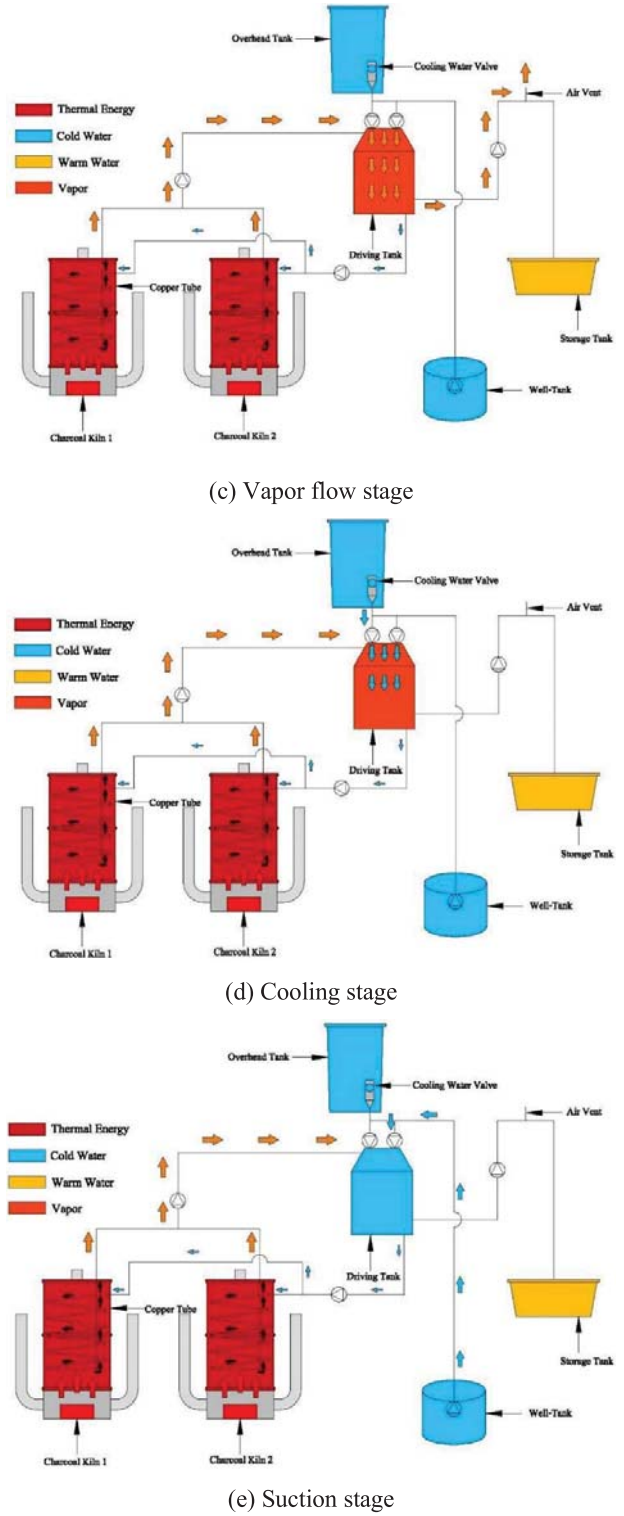 Overhead Tank
Cooling Water Valve
Air Vent
Thermal Energy
Cold Water
Warm Water
Vapor
Driving Tank
Copper Tube
Storage Tank
Well-Tank
Charcoal Kiln 1
Charcoal Kiln 2
(c) Vapor flow stage
Overhead Tank
Cooling Water Valve
Air Vent
Thermal Energy
Cold Water
Warm Water
Vapor
Driving Tank
Copper Tube
Storage Tank
Well-Tank
Charcoal Kiln 1
Charcoal Kiln 2
(d) Cooling stage
Overhead Tank
Cooling Water Valve
Air Vent
Thermal Energy
Cold Water
Warm Water
Vapor
Driving Tank
Copper Tube
Storage Tank
Well-Tank
Charcoal Kiln 1
Charcoal Kiln 2
(e) Suction stage